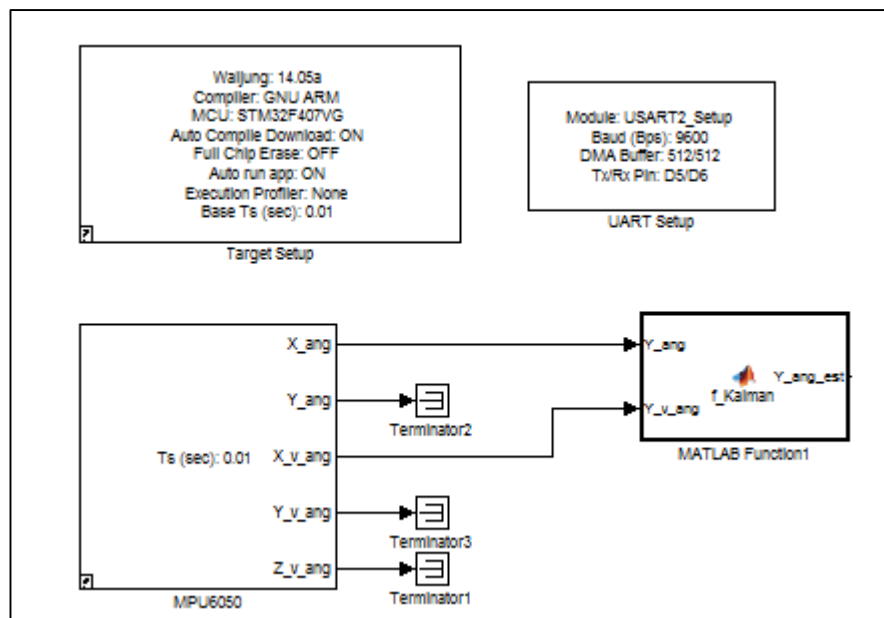 Waijung: 14.05a
Compiler: GNU ARM
MCU: STM32F407VG
Auto Compile Download: ON
Full Chip Erase: OFF
Auto run app: ON
Execution Profiler: None
Base Ts (sec): 0.01
?
Target Setup
Module: USART2_Setup
Baud (Bps): 9600
DMA Buffer: 512/512
Tx/Rx Pin: D5/D6
UART Setup
X_ang
Y_ang
Terminator2
Ts (sec): 0.01
X_v_ang
Y_v_ang
Terminator3
Z_v_ang
Terminator1
?
MPU6050
Y_ang
Y_ang_est
f_Kalman
Y_v_ang
MATLAB Function1